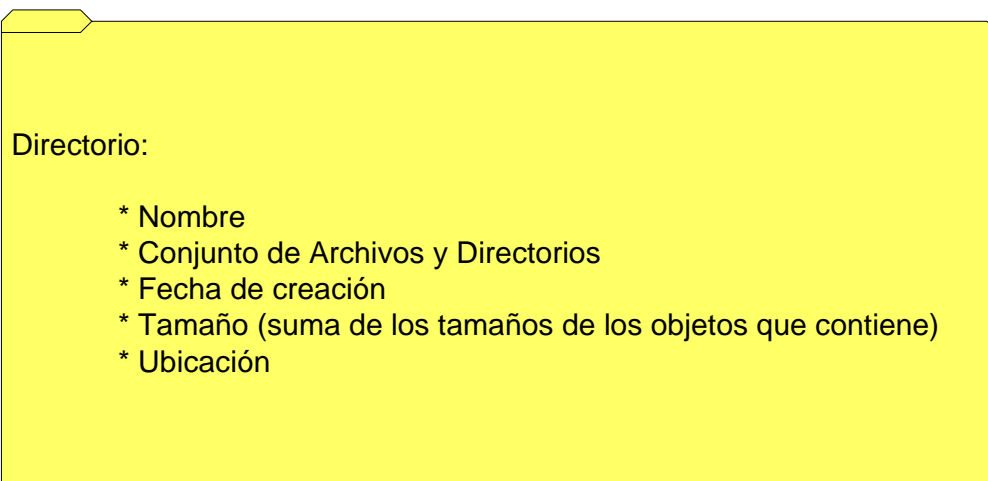 Directorio:
* Nombre
* Conjunto de Archivos y Directorios
* Fecha de creación
* Tamaño (suma de los tamaños de los objetos que contiene)
* Ubicación